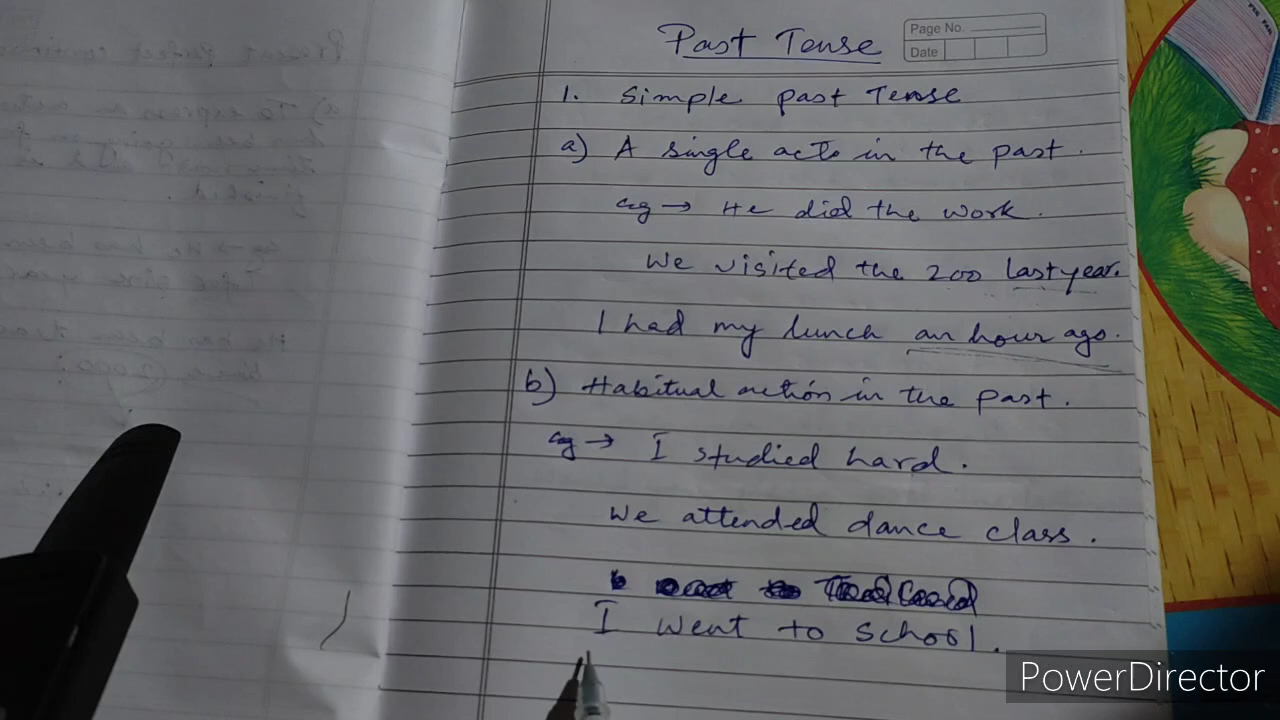 Past Tense
Page No.
Date
1. Simple past Tense
a) A single acts in the past.
eg → He did the work.
We visited the zoo last year.
I had my lunch an hour ago.
b) Habitual action in the past.
eg → I studied hard.
We attended dance class.
I went to school.
PowerDirector